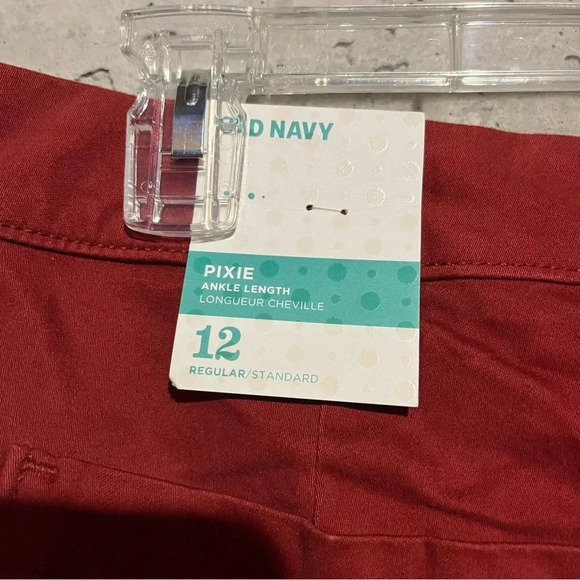 NAVY
PIXIE
ANKLE LENGTH
LONGUEUR CHEVILLE
12
REGULAR/STANDARD